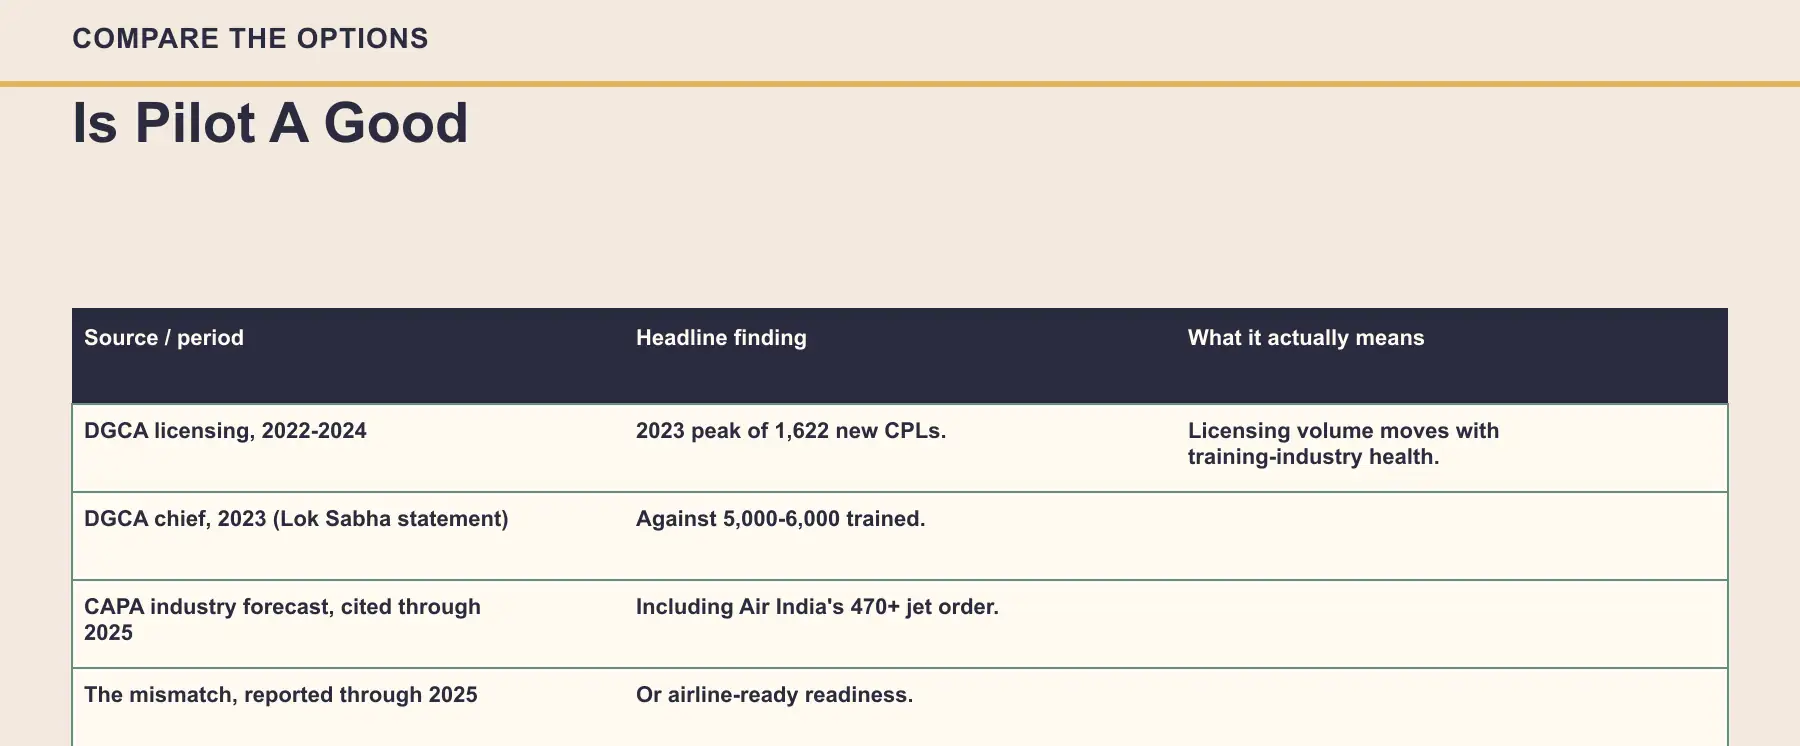 COMPARE THE OPTIONS
Is Pilot A Good
Source / period
Headline finding
What it actually means
DGCA licensing, 2022-2024
2023 peak of 1,622 new CPLs.
Licensing volume moves with
training-industry health.
DGCA chief, 2023 (Lok Sabha statement)
Against 5,000-6,000 trained.
CAPA industry forecast, cited through
2025
Including Air India's 470+ jet order.
The mismatch, reported through 2025
Or airline-ready readiness.